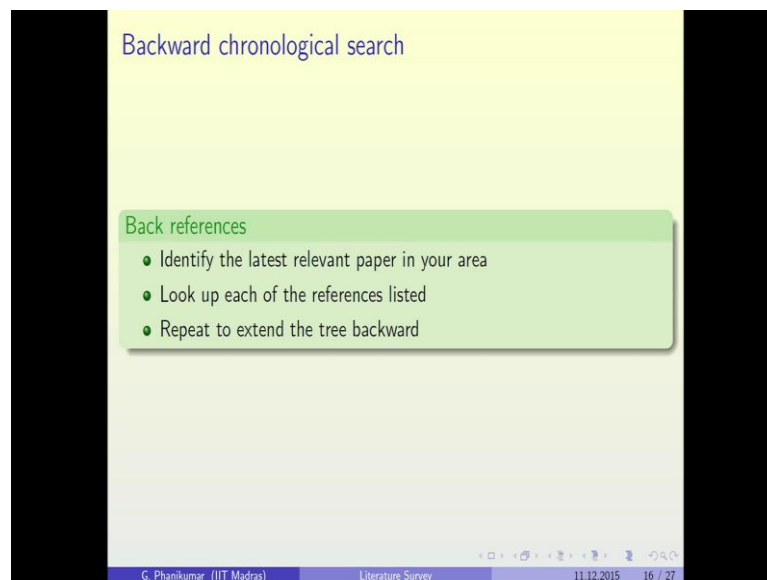 Backward chronological search
Back references
Identify the latest relevant paper in your area
Look up each of the references listed
Repeat to extend the tree backward
G. Phanikumar (IIT Madras) Literature Survey 11.12.2015 16 / 27